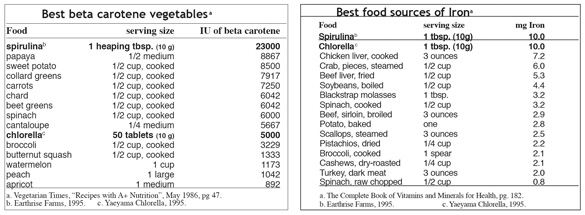 Best beta carotene vegetablesª
Food serving size IU of beta carotene
spirulinaᵇ 1 heaping tbsp. (10 g) 23000
papaya 1/2 medium 8867
sweet potato 1/2 cup, cooked 8500
collard greens 1/2 cup, cooked 7917
carrots 1/2 cup, cooked 7250
chard 1/2 cup, cooked 6042
beet greens 1/2 cup, cooked 6042
spinach 1/2 cup, cooked 6000
cantaloupe 1/4 medium 5667
chlorellaᶜ 50 tablets (10 g) 5000
broccoli 1/2 cup, cooked 3229
butternut squash 1/2 cup, cooked 1333
watermelon 1 cup 1173
peach 1 large 1042
apricot 1 medium 892
a. Vegetarian Times, "Recipes with A+ Nutrition", May 1986, pg 47.
b. Earthrise Farms, 1995. c. Yaeyama Chlorella, 1995.
Best food sources of Ironª
Food serving size mg Iron
Spirulinaᵇ 1 tbsp. (10g) 10.0
Chlorellaᶜ 1 tbsp. (10g) 10.0
Chicken liver, cooked 3 ounces 7.2
Crab, pieces, steamed 1/2 cup 6.0
Beef liver, fried 1/2 cup 5.3
Soybeans, boiled 1/2 cup 4.4
Blackstrap molasses 1 tbsp. 3.2
Spinach, cooked 1/2 cup 3.2
Beef, sirloin, broiled 3 ounces 2.9
Potato, baked one 2.8
Scallops, steamed 3 ounces 2.5
Pistachios, dried 1/4 cup 2.2
Broccoli, cooked 1 spear 2.1
Cashews, dry-roasted 1/4 cup 2.1
Turkey, dark meat 3 ounces 2.0
Spinach, raw chopped 1/2 cup 0.8
a. The Complete Book of Vitamins and Minerals for Health, pg. 182.
b. Earthrise Farms, 1995. c. Yaeyama Chlorella, 1995.